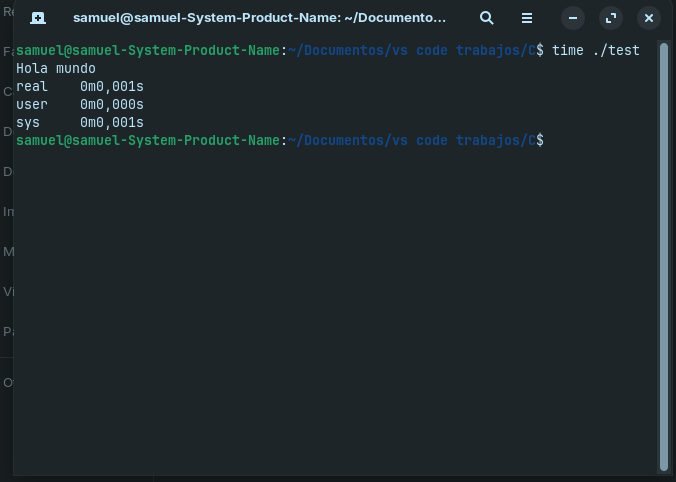 samuel@samuel-System-Product-Name: ~/Documento...
samuel@samuel-System-Product-Name:~/Documentos/vs code trabajos/C$ time ./test
Hola mundo
real    0m0,001s
user    0m0,000s
sys     0m0,001s
samuel@samuel-System-Product-Name:~/Documentos/vs code trabajos/C$